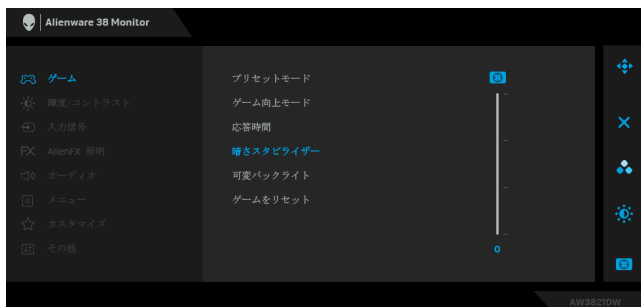 Alienware 38 Monitor
ゲーム
輝度/コントラスト
入力信号
AlienFX 照明
オーディオ
メニュー
カスタマイズ
その他
プリセットモード
ゲーム向上モード
応答時間
暗さスタビライザー
可変バックライト
ゲームをリセット
0
AW3821DW